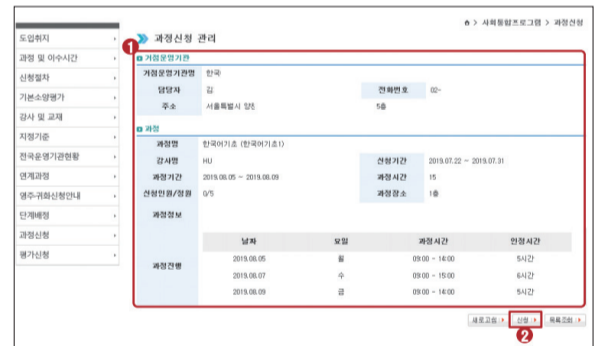 > 사회통합프로그램 > 과정신청
도입취지
과정 및 이수시간
신청절차
기본소양평가
강사 및 교재
지정기준
전국운영기관현황
연계과정
영주·귀화신청안내
단계배정
과정신청
평가신청
과정신청 관리
1
거점운영기관
거점운영기관명 한국
담당자 김 전화번호 02-
주소 서울특별시 양천 5층
과정
과정명 한국어기초 (한국어기초1)
강사명 HU 신청기간 2019.07.22 ~ 2019.07.31
과정기간 2019.08.05 ~ 2019.08.09 과정시간 15
신청인원/정원 0/5 과정장소 1층
과정정보
과정진행
날짜 요일 과정시간 인정시간
2019.08.05 월 09:00 ~ 14:00 5시간
2019.08.07 수 09:00 ~ 15:00 6시간
2019.08.09 금 09:00 ~ 14:00 5시간
새로고침 신청 목록조회
2